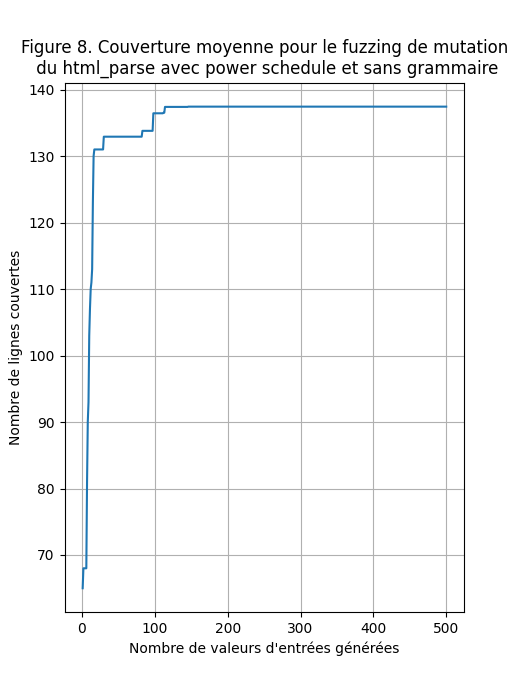 Figure 8. Couverture moyenne pour le fuzzing de mutation
du html_parse avec power schedule et sans grammaire
140
130
120
110
100
90
80
70
Nombre de lignes couvertes
0 100 200 300 400 500
Nombre de valeurs d'entrées générées